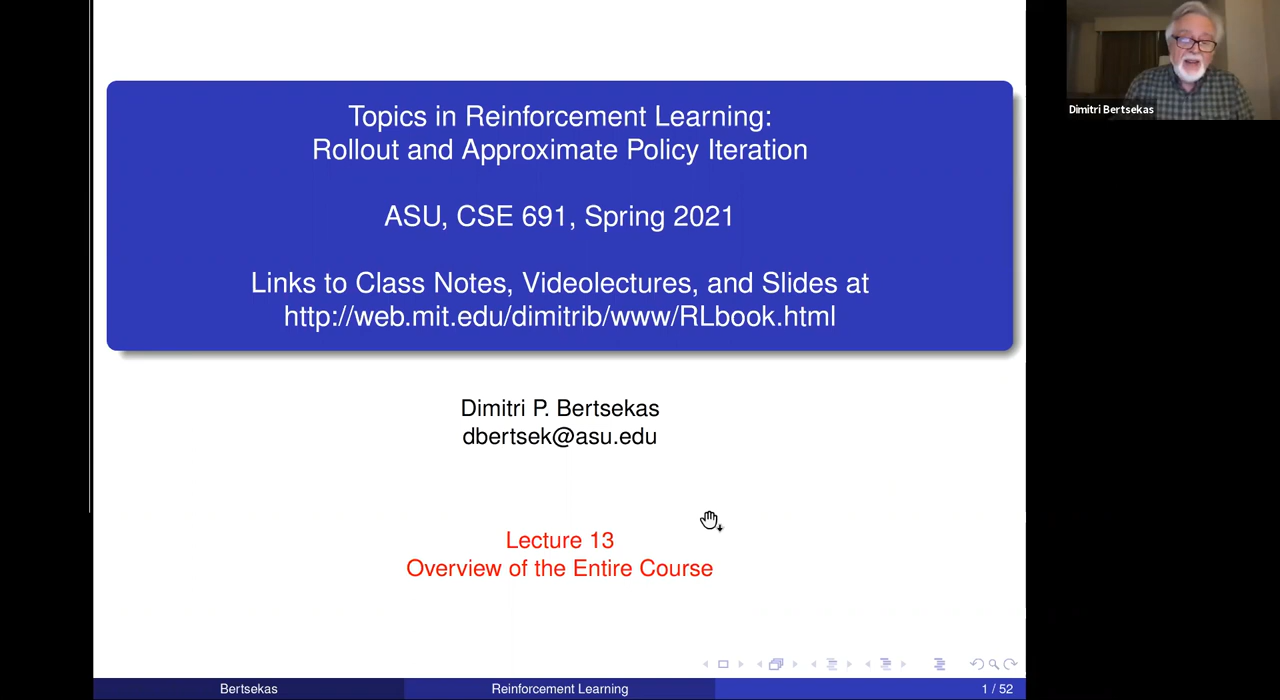 Topics in Reinforcement Learning:
Rollout and Approximate Policy Iteration
ASU, CSE 691, Spring 2021
Links to Class Notes, Videolectures, and Slides at
http://web.mit.edu/dimitrib/www/RLbook.html
Dimitri P. Bertsekas
dbertsek@asu.edu
Lecture 13
Overview of the Entire Course
Bertsekas
Reinforcement Learning
1 / 52
Dimitri Bertsekas